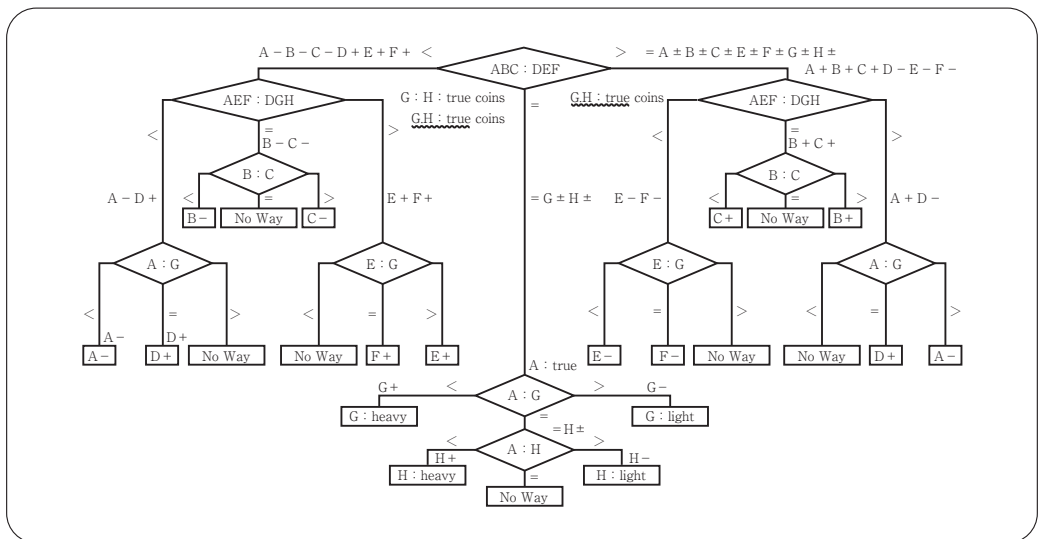 A－B－C－D＋E＋F＋ < > ＝A±B±C±E±F±G±H±
ABC：DEF A＋B＋C＋D－E－F－
AEF：DGH G：H：true coins = G.H：true coins AEF：DGH
G.H：true coins
< = > < = >
B－C－ B＋C＋
B：C B：C
A－D＋ < = > E＋F＋ ＝G±H± E－F－ < = > A＋D－
B－ No Way C－ C＋ No Way B＋
A：G E：G E：G A：G
< = > < = > < = > < = >
A－ D＋
A－ D＋ No Way No Way F＋ E＋ E－ F－ No Way No Way D＋ A－
A：true
G＋ < A：G > G－
G：heavy = G：light
＝H±
< A：H >
H＋ H－
H：heavy = H：light
No Way